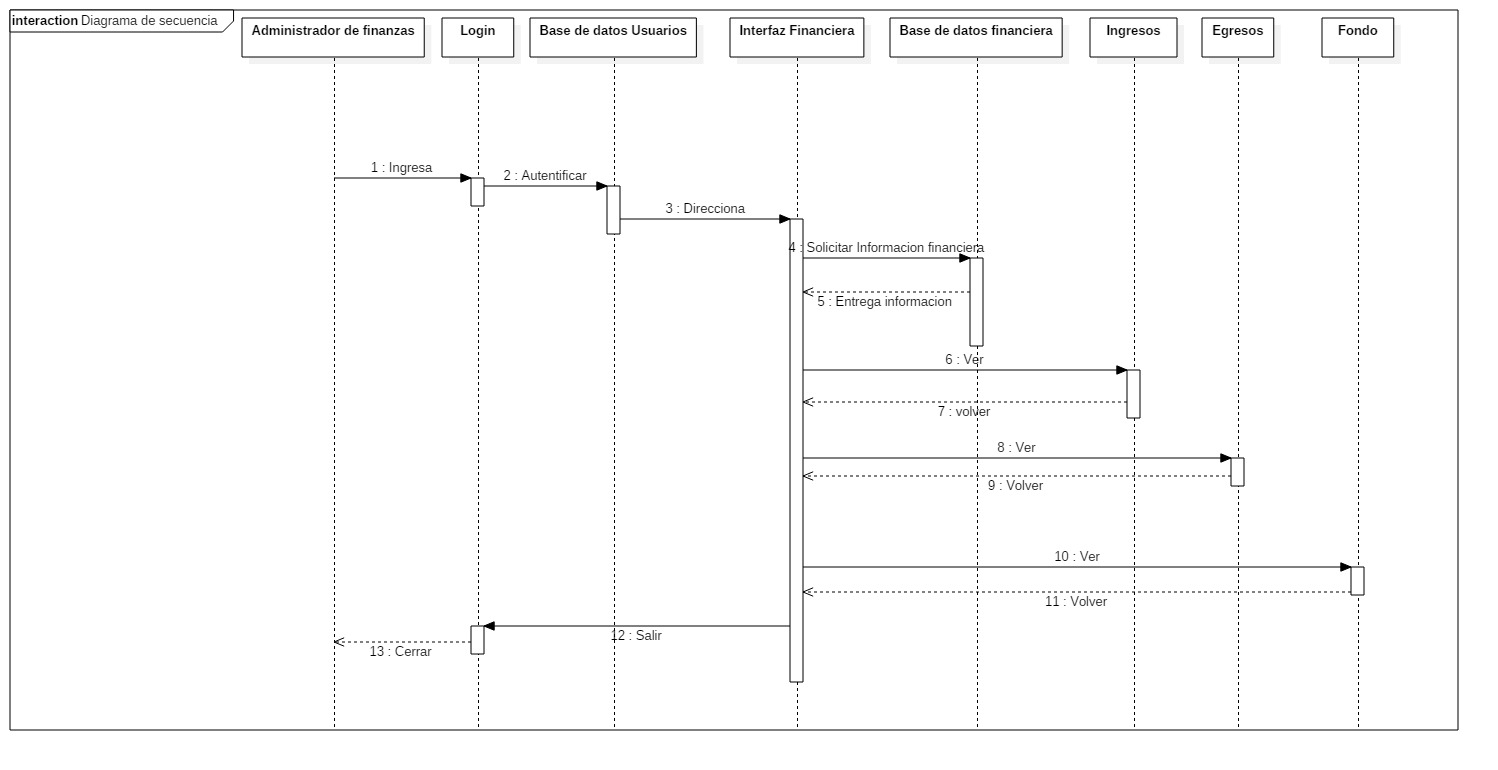 interaction Diagrama de secuencia
Administrador de finanzas
Login
Base de datos Usuarios
Interfaz Financiera
Base de datos financiera
Ingresos
Egresos
Fondo
1 : Ingresa
2 : Autentificar
3 : Direcciona
4 : Solicitar Informacion financiera
5 : Entrega informacion
6 : Ver
7 : volver
8 : Ver
9 : Volver
10 : Ver
11 : Volver
12 : Salir
13 : Cerrar